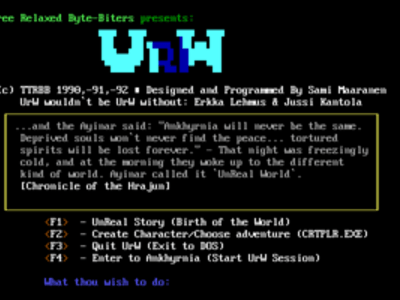 ree Relaxed Byte-Biters presents:
UrW
(c) TTRBB 1990,-91,-92 ■ Designed and Programmed By Sami Maaranen
UrW wouldn't be UrW without: Erkka Lehmus & Jussi Kantola
...and the Ayinar said: "Ankhyrnia will never be the same.
Deprived souls won't never find the peace... tortured
spirits will be lost forever." - That night was freezingly
cold, and at the morning they woke up to the different
kind of world. Ayinar called it `UnReal World`.
[Chronicle of the Hrajun]
<F1> - UnReal Story (Birth of the World)
<F2> - Create Character/Choose adventure (CRTPLR.EXE)
<F3> - Quit UrW (Exit to DOS)
<F4> - Enter to Ankhyrnia (Start UrW Session)
What thou wish to do: